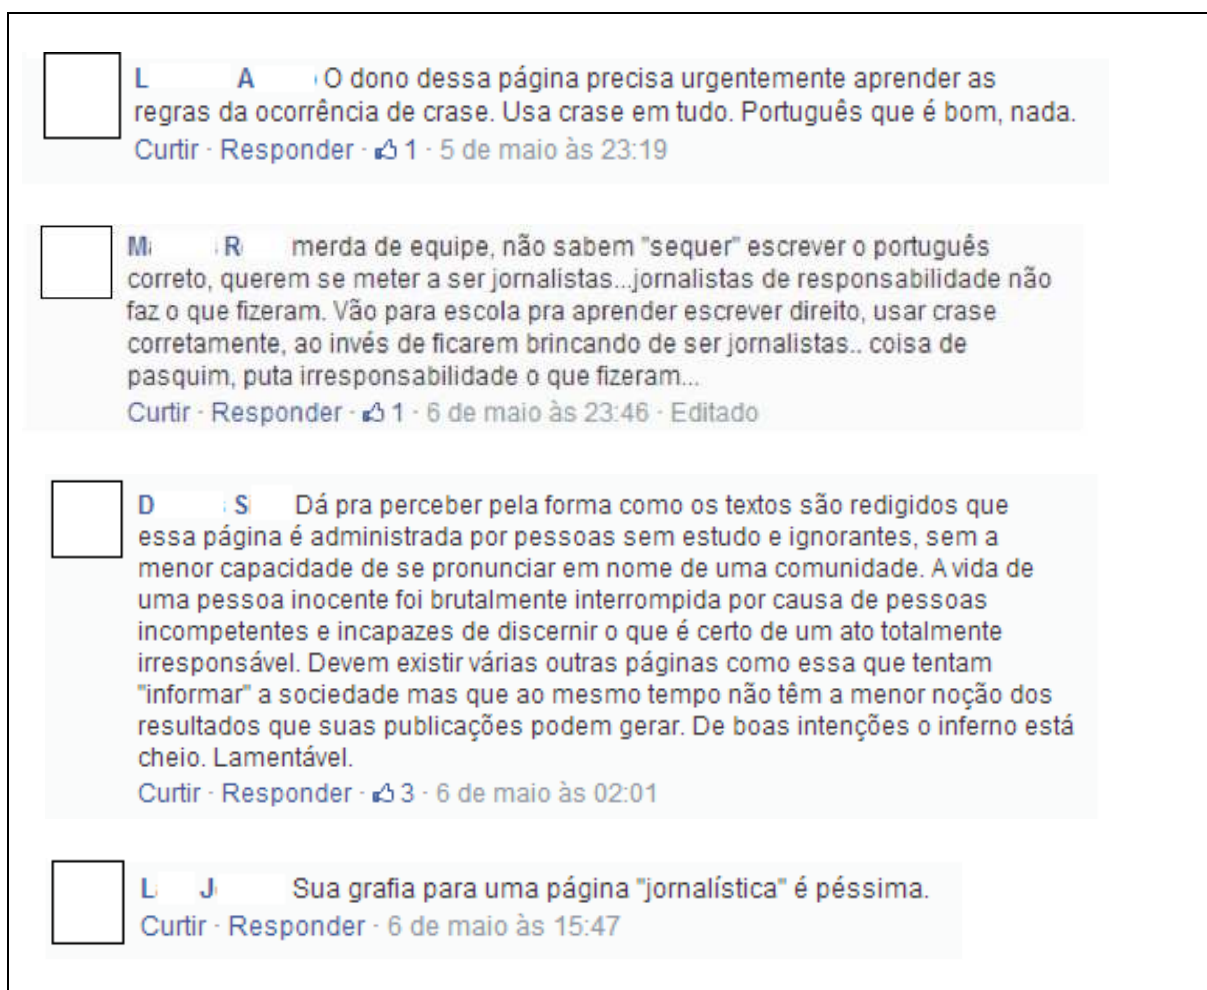 L A O dono dessa página precisa urgentemente aprender as
regras da ocorrência de crase. Usa crase em tudo. Português que é bom, nada.
Curtir · Responder · 1 · 5 de maio às 23:19
M R merda de equipe, não sabem "sequer" escrever o português
correto, querem se meter a ser jornalistas...jornalistas de responsabilidade não
faz o que fizeram. Vão para escola pra aprender escrever direito, usar crase
corretamente, ao invés de ficarem brincando de ser jornalistas.. coisa de
pasquim, puta irresponsabilidade o que fizeram...
Curtir · Responder · 1 · 6 de maio às 23:46 · Editado
D S Dá pra perceber pela forma como os textos são redigidos que
essa página é administrada por pessoas sem estudo e ignorantes, sem a
menor capacidade de se pronunciar em nome de uma comunidade. A vida de
uma pessoa inocente foi brutalmente interrompida por causa de pessoas
incompetentes e incapazes de discernir o que é certo de um ato totalmente
irresponsável. Devem existir várias outras páginas como essa que tentam
"informar" a sociedade mas que ao mesmo tempo não têm a menor noção dos
resultados que suas publicações podem gerar. De boas intenções o inferno está
cheio. Lamentável.
Curtir · Responder · 3 · 6 de maio às 02:01
L J Sua grafia para uma página "jornalística" é péssima.
Curtir · Responder · 6 de maio às 15:47